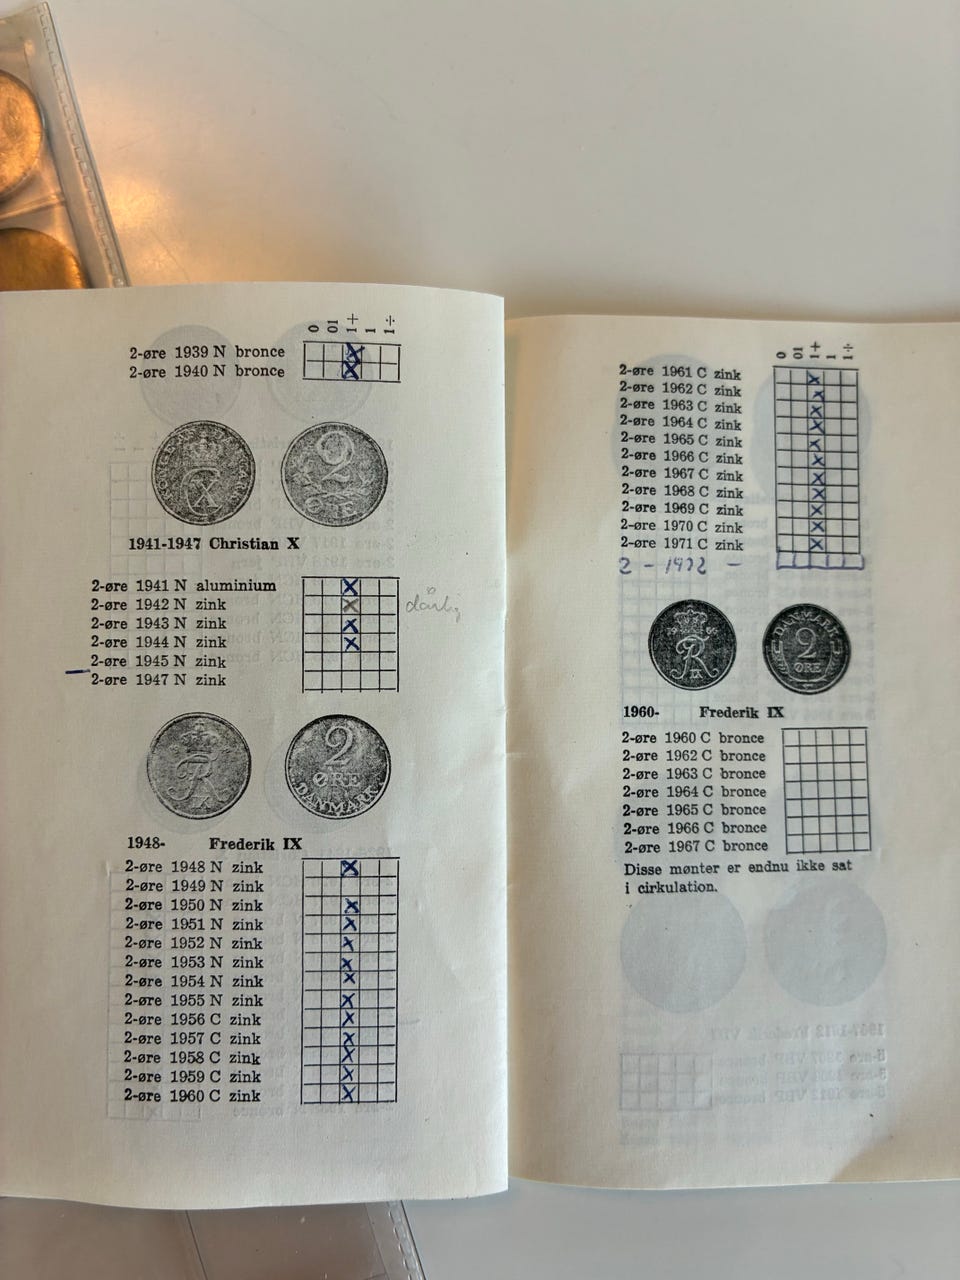 0 01 1+ 1 1÷
2-øre 1939 N bronce X
2-øre 1940 N bronce X
1941-1947 Christian X
2-øre 1941 N aluminium X
2-øre 1942 N zink X dårlig
2-øre 1943 N zink X
2-øre 1944 N zink X
2-øre 1945 N zink
2-øre 1947 N zink
2 ØRE
DANMARK
1948- Frederik IX
2-øre 1948 N zink X
2-øre 1949 N zink
2-øre 1950 N zink X
2-øre 1951 N zink X
2-øre 1952 N zink X
2-øre 1953 N zink X
2-øre 1954 N zink X
2-øre 1955 N zink X
2-øre 1956 C zink X
2-øre 1957 C zink X
2-øre 1958 C zink X
2-øre 1959 C zink X
2-øre 1960 C zink X
0 01 1+ 1 1÷
2-øre 1961 C zink X
2-øre 1962 C zink X
2-øre 1963 C zink X
2-øre 1964 C zink X
2-øre 1965 C zink X
2-øre 1966 C zink X
2-øre 1967 C zink X
2-øre 1968 C zink X
2-øre 1969 C zink X
2-øre 1970 C zink X
2-øre 1971 C zink X
2 - 1972 -
DANMARK
2
ØRE
1960- Frederik IX
2-øre 1960 C bronce
2-øre 1962 C bronce
2-øre 1963 C bronce
2-øre 1964 C bronce
2-øre 1965 C bronce
2-øre 1966 C bronce
2-øre 1967 C bronce
Disse mønter er endnu ikke sat
i cirkulation.